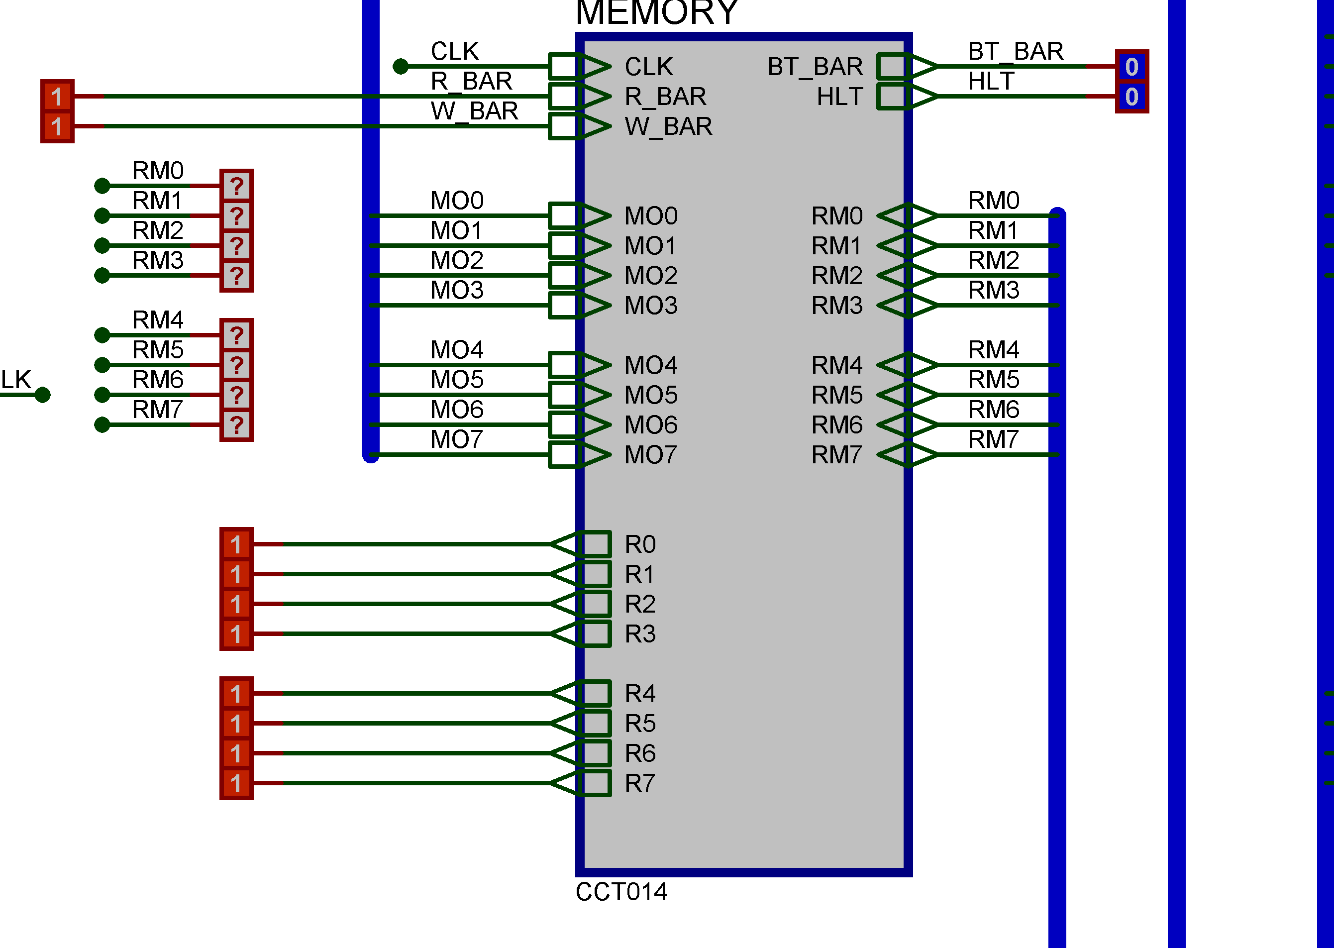 MEMORY
CLK CLK BT_BAR BT_BAR 0
1 R_BAR R_BAR HLT HLT 0
1 W_BAR W_BAR
RM0 ?
RM1 ? MO0 MO0 RM0 RM0
RM2 ? MO1 MO1 RM1 RM1
RM3 ? MO2 MO2 RM2 RM2
MO3 MO3 RM3 RM3
RM4 ?
RM5 ? MO4 MO4 RM4 RM4
LK RM6 ? MO5 MO5 RM5 RM5
RM7 ? MO6 MO6 RM6 RM6
MO7 MO7 RM7 RM7
1 R0
1 R1
1 R2
1 R3
1 R4
1 R5
1 R6
1 R7
CCT014